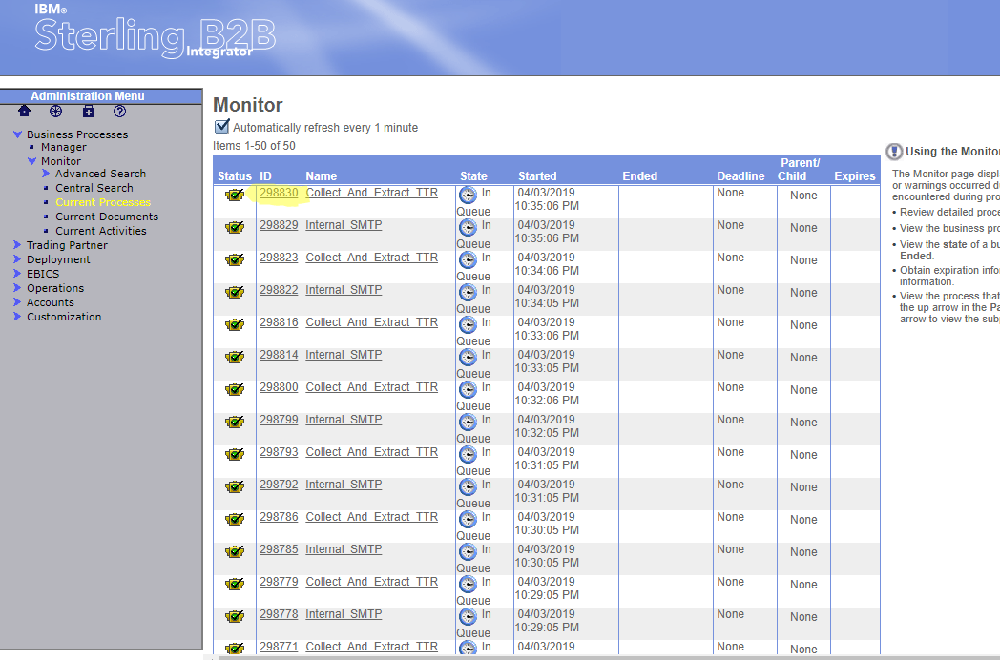 IBM®
Sterling B2B
Integrator
Administration Menu
Business Processes
Manager
Monitor
Advanced Search
Central Search
Current Processes
Current Documents
Current Activities
Trading Partner
Deployment
EBICS
Operations
Accounts
Customization
Monitor
Automatically refresh every 1 minute
Items 1-50 of 50
Status ID Name State Started Ended Deadline Parent/ Child Expires
298830 Collect_And_Extract_TTR In Queue 04/03/2019 10:35:06 PM None None
298829 Internal_SMTP In Queue 04/03/2019 10:35:06 PM None None
298823 Collect_And_Extract_TTR In Queue 04/03/2019 10:34:06 PM None None
298822 Internal_SMTP In Queue 04/03/2019 10:34:05 PM None None
298816 Collect_And_Extract_TTR In Queue 04/03/2019 10:33:06 PM None None
298814 Internal_SMTP In Queue 04/03/2019 10:33:05 PM None None
298800 Collect_And_Extract_TTR In Queue 04/03/2019 10:32:06 PM None None
298799 Internal_SMTP In Queue 04/03/2019 10:32:05 PM None None
298793 Collect_And_Extract_TTR In Queue 04/03/2019 10:31:05 PM None None
298792 Internal_SMTP In Queue 04/03/2019 10:31:05 PM None None
298786 Collect_And_Extract_TTR In Queue 04/03/2019 10:30:05 PM None None
298785 Internal_SMTP In Queue 04/03/2019 10:30:05 PM None None
298779 Collect_And_Extract_TTR In Queue 04/03/2019 10:29:05 PM None None
298778 Internal_SMTP In Queue 04/03/2019 10:29:05 PM None None
298771 Collect_And_Extract_TTR In 04/03/2019 None None
Using the Monitor
The Monitor page displ
or warnings occurred d
encountered during pro
• Review detailed proce
• View the business pro
• View the state of a bu
Ended.
• Obtain expiration infor
information.
• View the process that
the up arrow in the Pa
arrow to view the subp